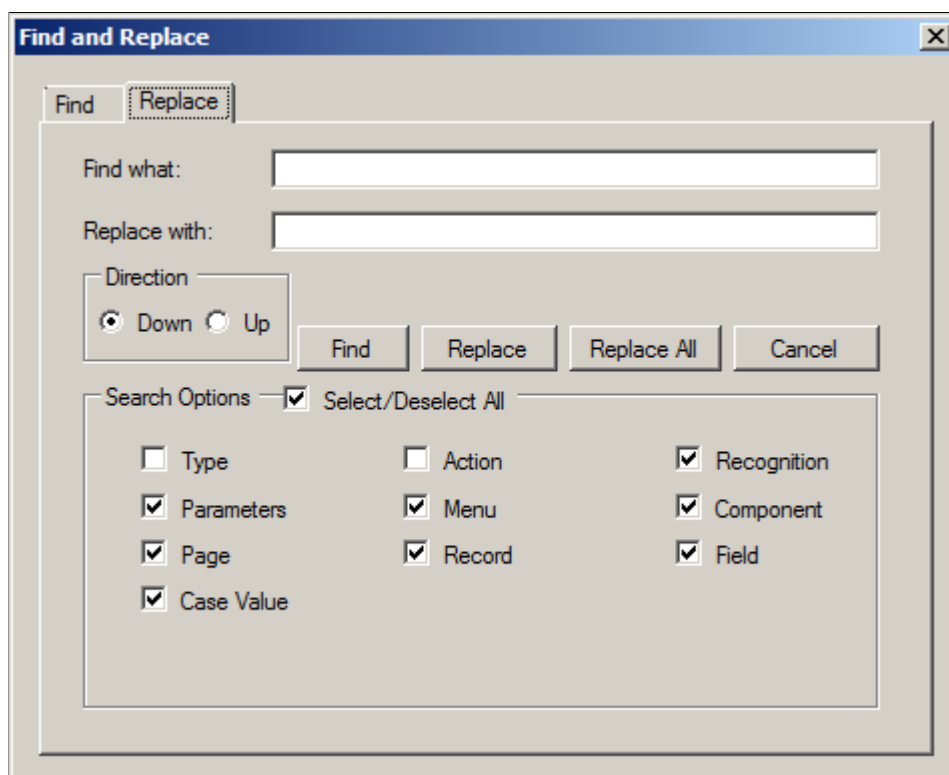 Find and Replace
Find Replace
Find what:
Replace with:
Direction
Down Up
Find Replace Replace All Cancel
Search Options Select/Deselect All
Type Action Recognition
Parameters Menu Component
Page Record Field
Case Value